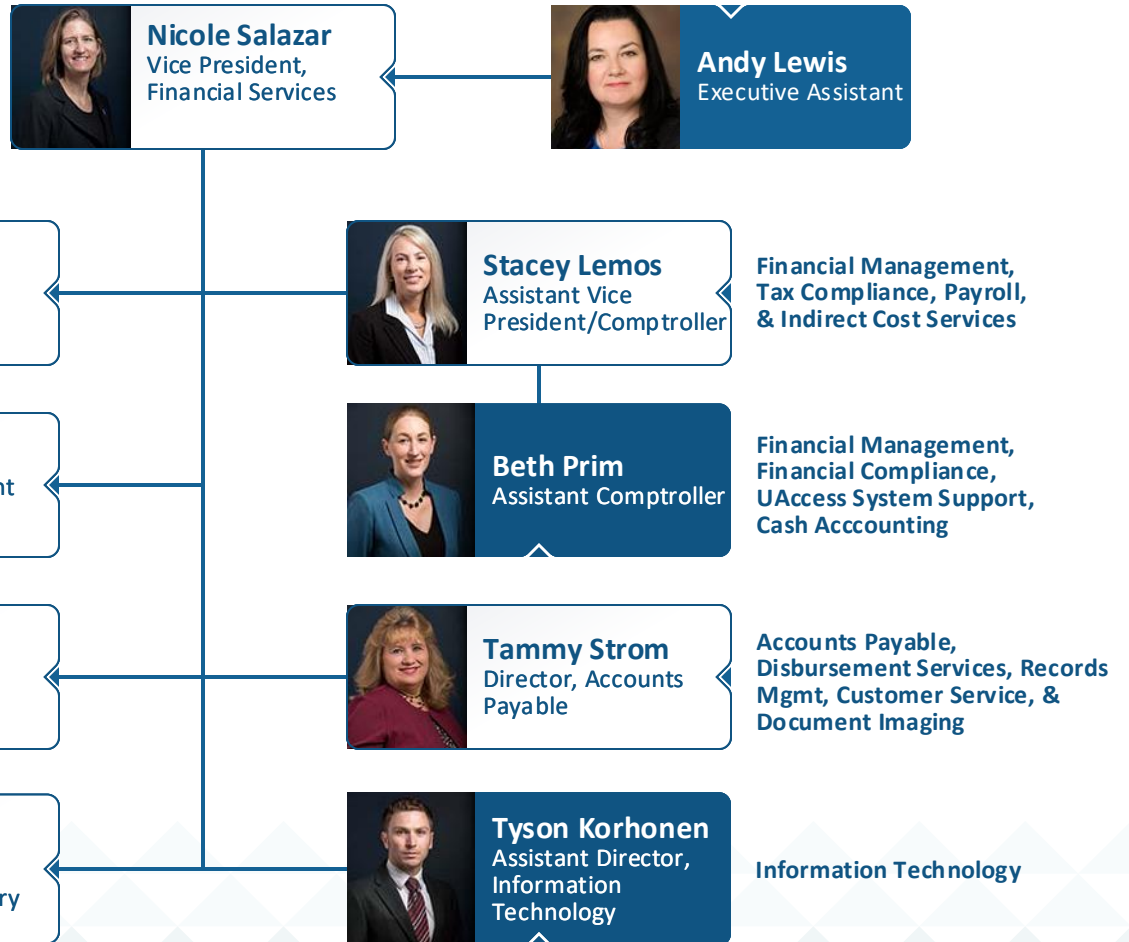 Nicole Salazar
Vice President,
Financial Services
Andy Lewis
Executive Assistant
Stacey Lemos
Assistant Vice
President/Comptroller
Financial Management,
Tax Compliance, Payroll,
& Indirect Cost Services
Beth Prim
Assistant Comptroller
Financial Management,
Financial Compliance,
UAccess System Support,
Cash Acccounting
Tammy Strom
Director, Accounts
Payable
Accounts Payable,
Disbursement Services, Records
Mgmt, Customer Service, &
Document Imaging
Tyson Korhonen
Assistant Director,
Information
Technology
Information Technology